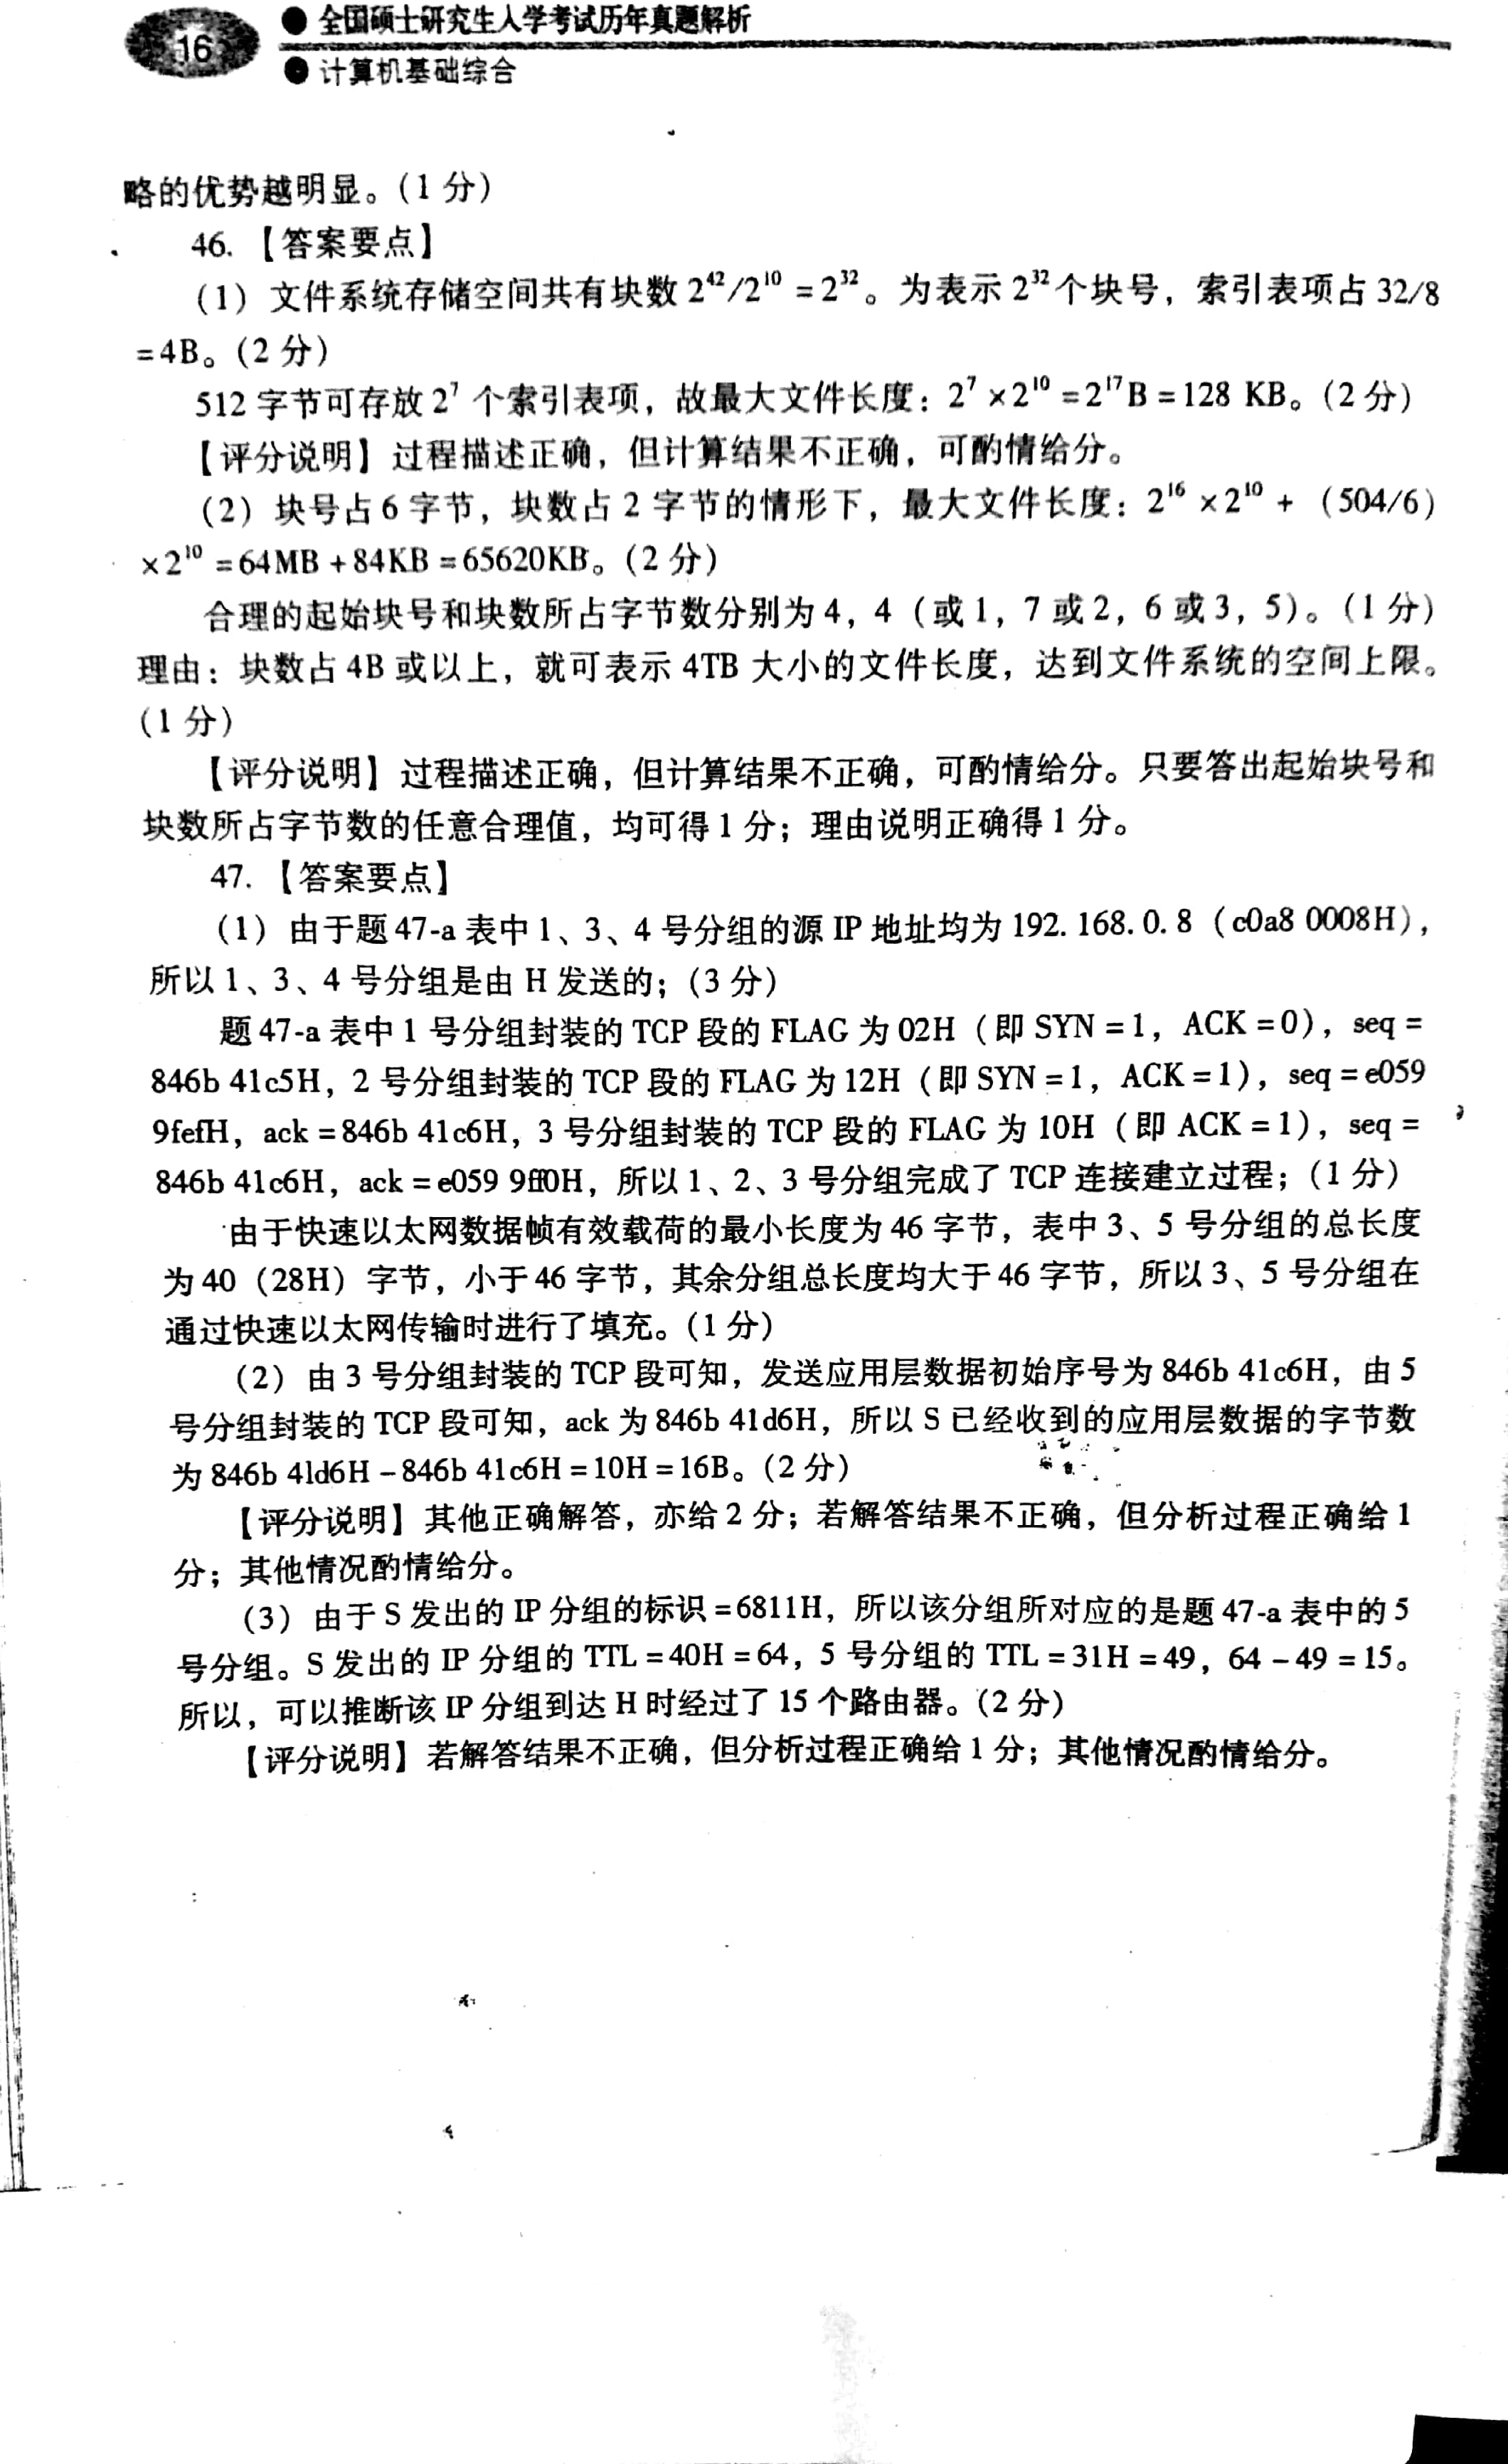 16
● 全国硕士研究生入学考试历年真题解析
● 计算机基础综合
略的优势越明显。(1 分)
46. 【答案要点】
(1) 文件系统存储空间共有块数 2⁴²/2¹⁰ = 2³²。为表示 2³² 个块号，索引表项占 32/8
= 4B。(2 分)
512 字节可存放 2⁷ 个索引表项，故最大文件长度：2⁷ × 2¹⁰ = 2¹⁷B = 128 KB。(2 分)
【评分说明】过程描述正确，但计算结果不正确，可酌情给分。
(2) 块号占 6 字节，块数占 2 字节的情形下，最大文件长度：2¹⁶ × 2¹⁰ + (504/6)
× 2¹⁰ = 64MB + 84KB = 65620KB。(2 分)
合理的起始块号和块数所占字节数分别为 4，4 (或 1，7 或 2，6 或 3，5)。(1 分)
理由：块数占 4B 或以上，就可表示 4TB 大小的文件长度，达到文件系统的空间上限。
(1 分)
【评分说明】过程描述正确，但计算结果不正确，可酌情给分。只要答出起始块号和
块数所占字节数的任意合理值，均可得 1 分；理由说明正确得 1 分。
47. 【答案要点】
(1) 由于题 47-a 表中 1、3、4 号分组的源 IP 地址均为 192. 168. 0. 8 (c0a8 0008H)，
所以 1、3、4 号分组是由 H 发送的；(3 分)
题 47-a 表中 1 号分组封装的 TCP 段的 FLAG 为 02H (即 SYN = 1，ACK = 0)，seq =
846b 41c5H，2 号分组封装的 TCP 段的 FLAG 为 12H (即 SYN = 1，ACK = 1)，seq = e059
9fefH，ack = 846b 41c6H，3 号分组封装的 TCP 段的 FLAG 为 10H (即 ACK = 1)，seq =
846b 41c6H，ack = e059 9ff0H，所以 1、2、3 号分组完成了 TCP 连接建立过程；(1 分)
由于快速以太网数据帧有效载荷的最小长度为 46 字节，表中 3、5 号分组的总长度
为 40 (28H) 字节，小于 46 字节，其余分组总长度均大于 46 字节，所以 3、5 号分组在
通过快速以太网传输时进行了填充。(1 分)
(2) 由 3 号分组封装的 TCP 段可知，发送应用层数据初始序号为 846b 41c6H，由 5
号分组封装的 TCP 段可知，ack 为 846b 41d6H，所以 S 已经收到的应用层数据的字节数
为 846b 41d6H - 846b 41c6H = 10H = 16B。(2 分)
【评分说明】其他正确解答，亦给 2 分；若解答结果不正确，但分析过程正确给 1
分；其他情况酌情给分。
(3) 由于 S 发出的 IP 分组的标识 = 6811H，所以该分组所对应的是题 47-a 表中的 5
号分组。S 发出的 IP 分组的 TTL = 40H = 64，5 号分组的 TTL = 31H = 49，64 - 49 = 15。
所以，可以推断该 IP 分组到达 H 时经过了 15 个路由器。(2 分)
【评分说明】若解答结果不正确，但分析过程正确给 1 分；其他情况酌情给分。